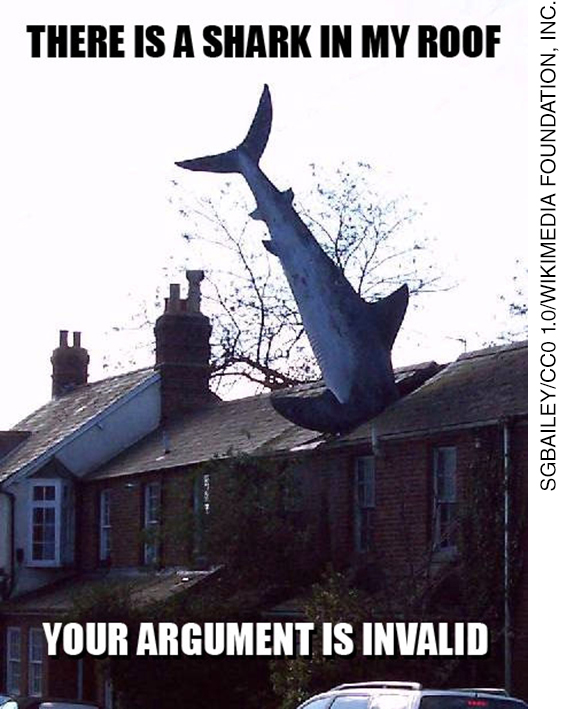 THERE IS A SHARK IN MY ROOF
YOUR ARGUMENT IS INVALID
SGBAILEY/CC0 1.0/WIKIMEDIA FOUNDATION, INC.